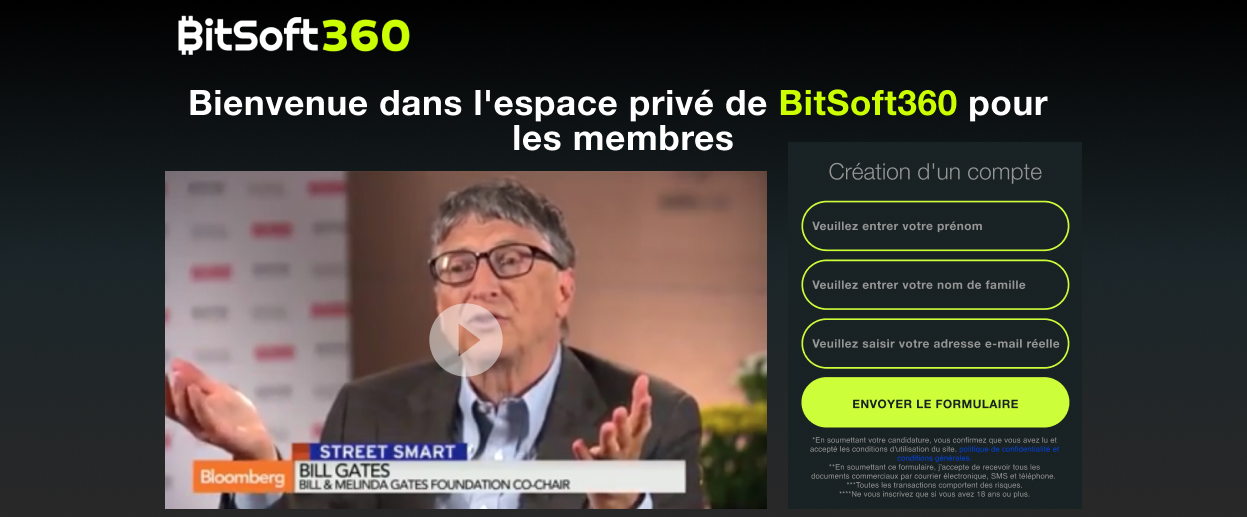 BitSoft360
Bienvenue dans l'espace privé de BitSoft360 pour
les membres
Création d'un compte
Veuillez entrer votre prénom
Veuillez entrer votre nom de famille
Veuillez saisir votre adresse e-mail réelle
ENVOYER LE FORMULAIRE
*En soumettant votre candidature, vous confirmez que vous avez lu et
accepté les conditions d'utilisation du site. politique de confidentialité et
conditions générales.
**En soumettant ce formulaire, j'accepte de recevoir tous les
documents commerciaux par courrier électronique, SMS et téléphone.
***Toutes les transactions comportent des risques.
****Ne vous inscrivez que si vous avez 18 ans ou plus.
STREET SMART
Bloomberg
BILL GATES
BILL & MELINDA GATES FOUNDATION CO-CHAIR